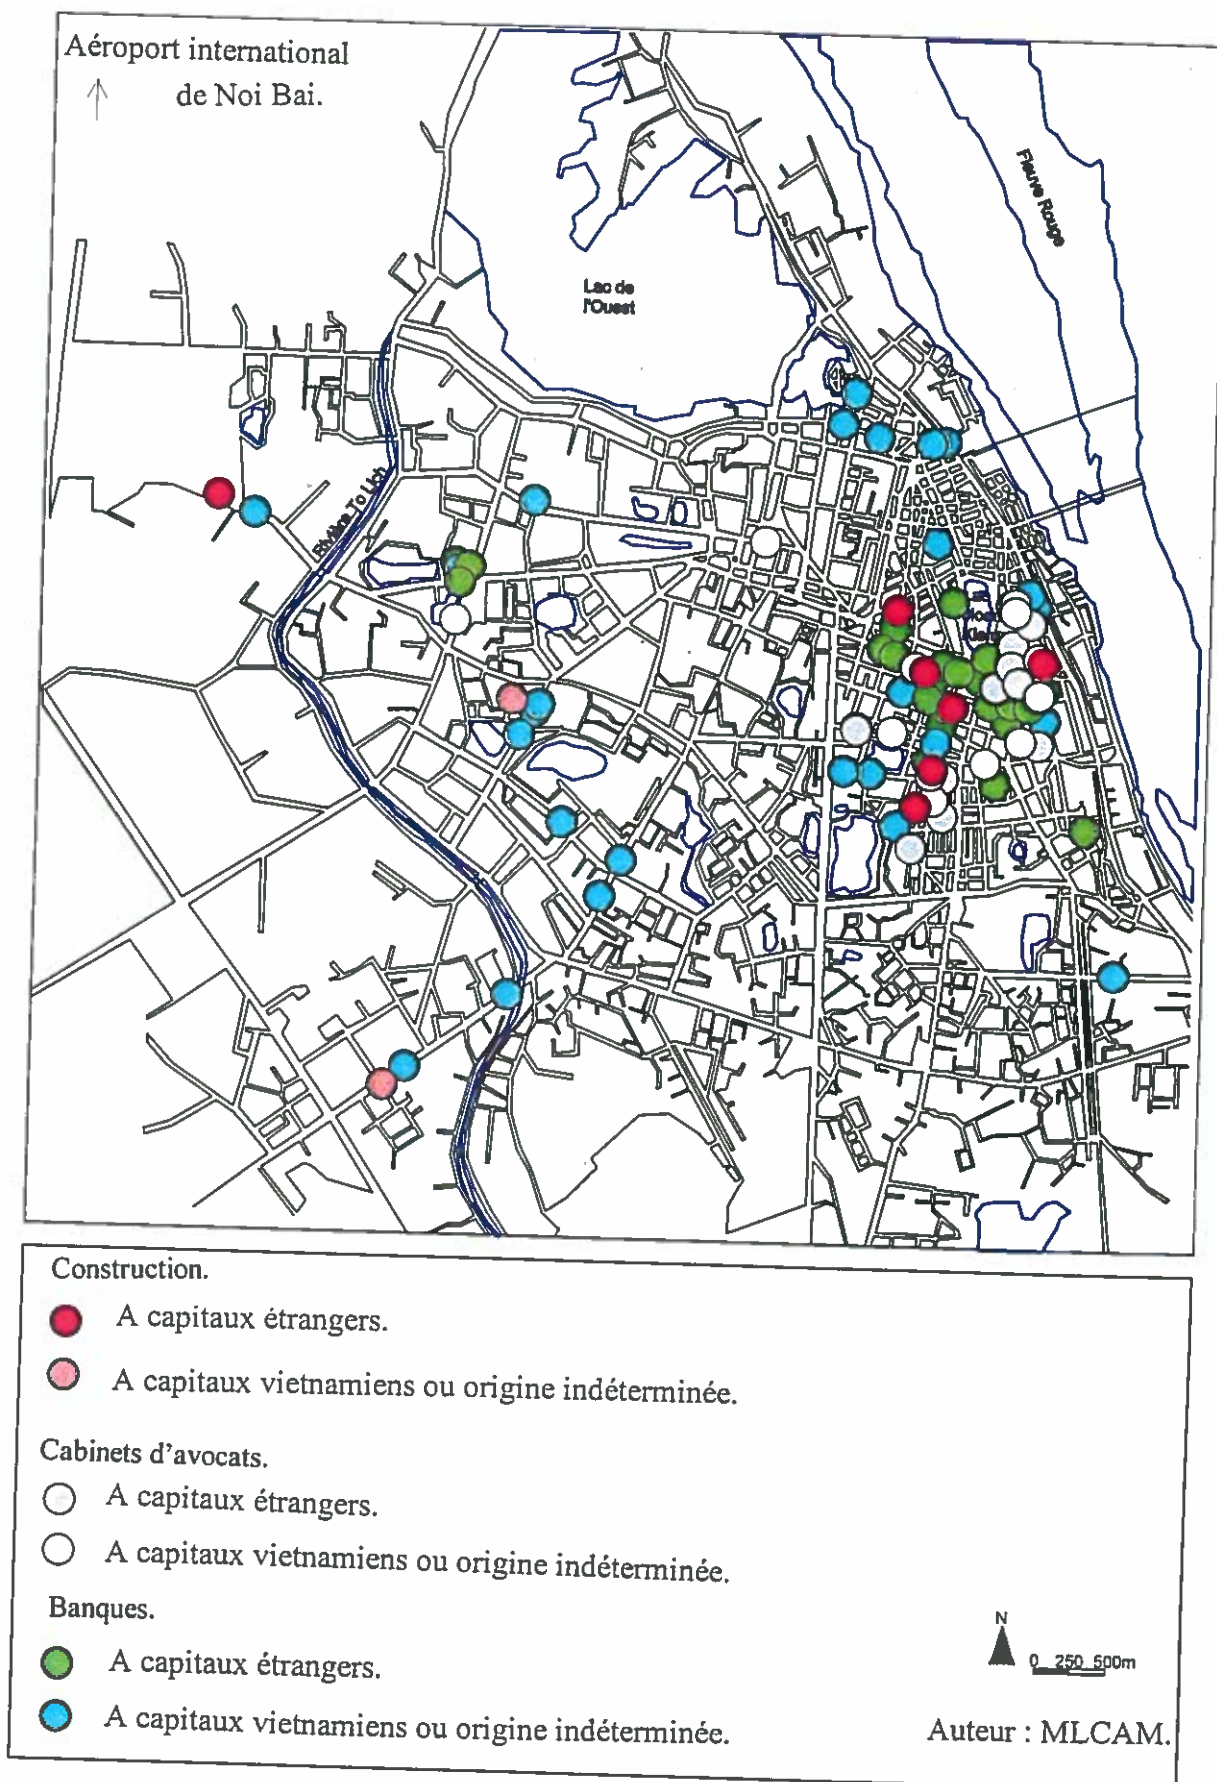 Aéroport international
de Noi Bai.
Fleuve Rouge
Lac de
l'Ouest
Rivière To Lich
Construction.
A capitaux étrangers.
A capitaux vietnamiens ou origine indéterminée.
Cabinets d'avocats.
A capitaux étrangers.
A capitaux vietnamiens ou origine indéterminée.
Banques.
A capitaux étrangers.
A capitaux vietnamiens ou origine indéterminée.
N
0 250 500m
Auteur : MLCAM.